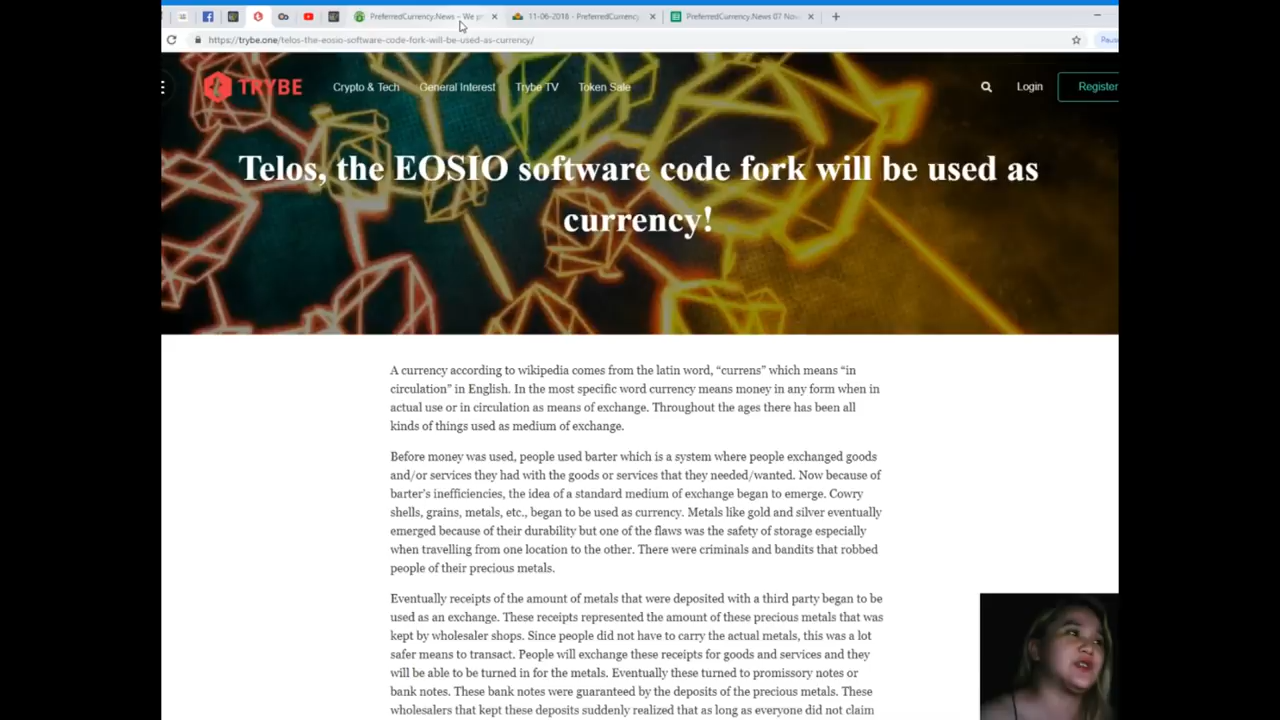 PreferredCurrency.News – We pr
11-06-2018 - PreferredCurrency.
PreferredCurrency.News 07 Nov
https://trybe.one/telos-the-eosio-software-code-fork-will-be-used-as-currency/
Paus
TRYBE
Crypto & Tech
General Interest
Trybe TV
Token Sale
Login
Register
Telos, the EOSIO software code fork will be used as
currency!
A currency according to wikipedia comes from the latin word, “currens” which means “in
circulation” in English. In the most specific word currency means money in any form when in
actual use or in circulation as means of exchange. Throughout the ages there has been all
kinds of things used as medium of exchange.
Before money was used, people used barter which is a system where people exchanged goods
and/or services they had with the goods or services that they needed/wanted. Now because of
barter’s inefficiencies, the idea of a standard medium of exchange began to emerge. Cowry
shells, grains, metals, etc., began to be used as currency. Metals like gold and silver eventually
emerged because of their durability but one of the flaws was the safety of storage especially
when travelling from one location to the other. There were criminals and bandits that robbed
people of their precious metals.
Eventually receipts of the amount of metals that were deposited with a third party began to be
used as an exchange. These receipts represented the amount of these precious metals that was
kept by wholesaler shops. Since people did not have to carry the actual metals, this was a lot
safer means to transact. People will exchange these receipts for goods and services and they
will be able to be turned in for the metals. Eventually these turned to promissory notes or
bank notes. These bank notes were guaranteed by the deposits of the precious metals. These
wholesalers that kept these deposits suddenly realized that as long as everyone did not claim